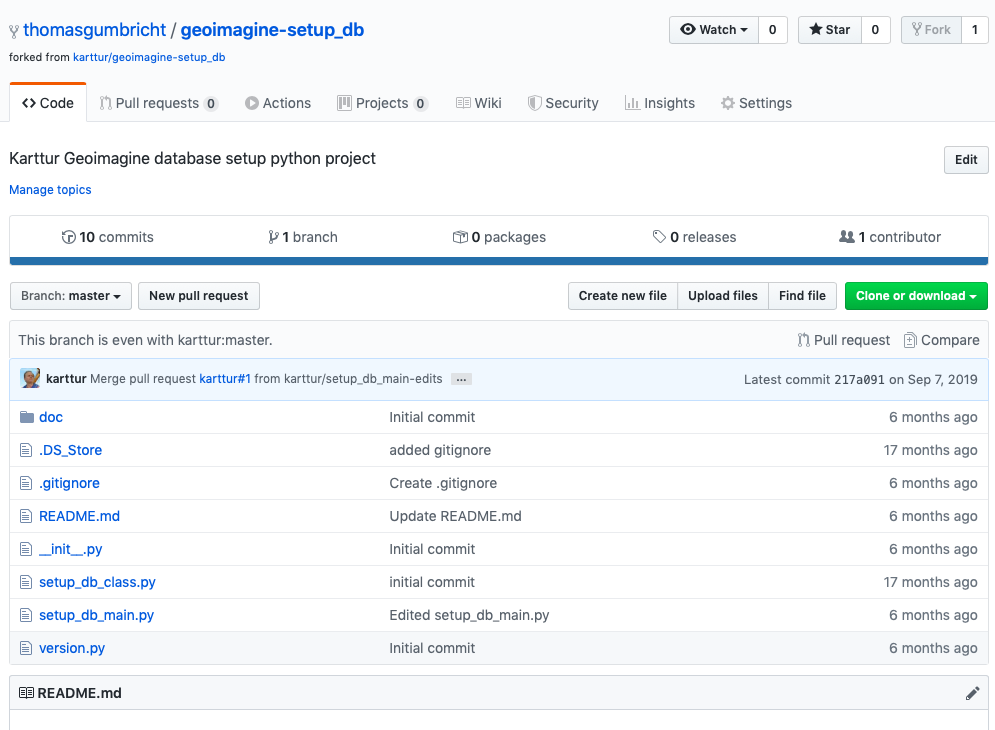 thomasgumbricht / geoimagine-setup_db
Watch 0 Star 0 Fork 1
forked from karttur/geoimagine-setup_db
Code Pull requests 0 Actions Projects 0 Wiki Security Insights Settings
Karttur Geoimagine database setup python project
Edit
Manage topics
10 commits 1 branch 0 packages 0 releases 1 contributor
Branch: master New pull request Create new file Upload files Find file Clone or download
This branch is even with karttur:master. Pull request Compare
karttur Merge pull request karttur#1 from karttur/setup_db_main-edits ... Latest commit 217a091 on Sep 7, 2019
doc Initial commit 6 months ago
.DS_Store added gitignore 17 months ago
.gitignore Create .gitignore 6 months ago
README.md Update README.md 6 months ago
__init__.py Initial commit 6 months ago
setup_db_class.py initial commit 17 months ago
setup_db_main.py Edited setup_db_main.py 6 months ago
version.py Initial commit 6 months ago
README.md